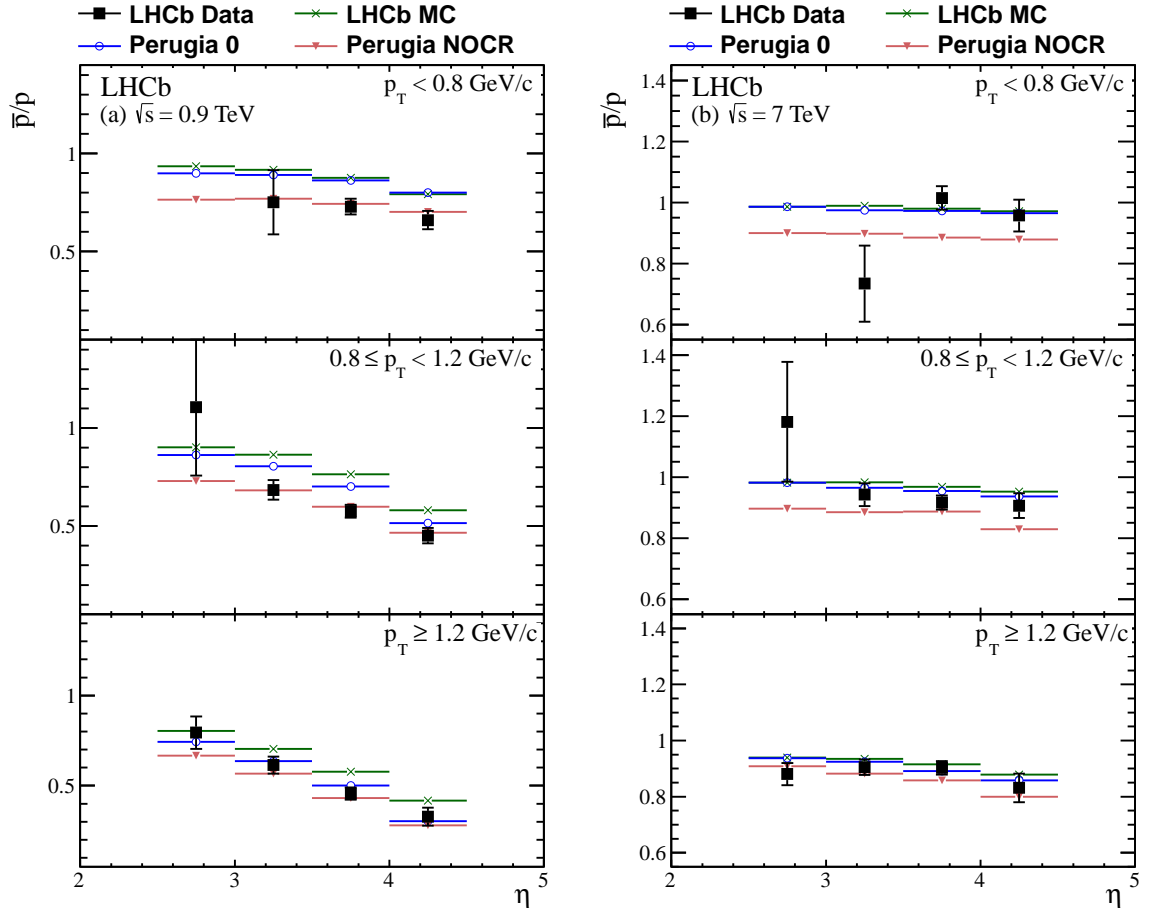 LHCb Data LHCb MC
Perugia 0 Perugia NOCR
p̅/p
LHCb
(a) √s = 0.9 TeV
p_T < 0.8 GeV/c
1
0.5
0.8 ≤ p_T < 1.2 GeV/c
1
0.5
p_T ≥ 1.2 GeV/c
1
0.5
2 3 4 5
η
LHCb Data LHCb MC
Perugia 0 Perugia NOCR
p̅/p
LHCb
(b) √s = 7 TeV
p_T < 0.8 GeV/c
1.4
1.2
1
0.8
0.6
0.8 ≤ p_T < 1.2 GeV/c
1.4
1.2
1
0.8
0.6
p_T ≥ 1.2 GeV/c
1.4
1.2
1
0.8
0.6
2 3 4 5
η